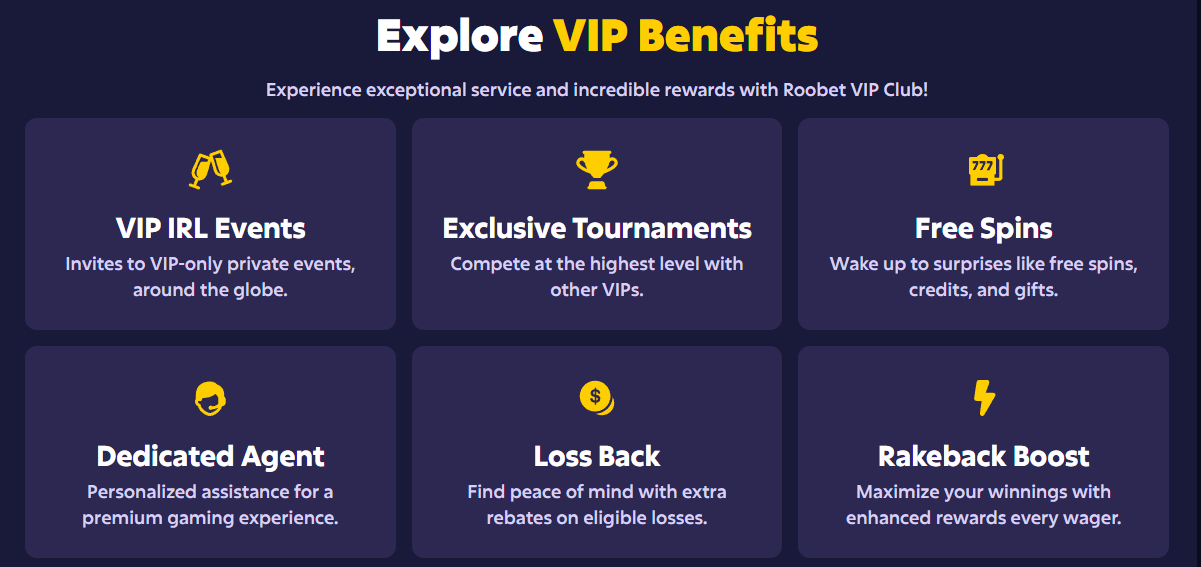 Explore VIP Benefits
Experience exceptional service and incredible rewards with Roobet VIP Club!
VIP IRL Events
Invites to VIP-only private events,
around the globe.
Exclusive Tournaments
Compete at the highest level with
other VIPs.
777
Free Spins
Wake up to surprises like free spins,
credits, and gifts.
Dedicated Agent
Personalized assistance for a
premium gaming experience.
$
Loss Back
Find peace of mind with extra
rebates on eligible losses.
Rakeback Boost
Maximize your winnings with
enhanced rewards every wager.